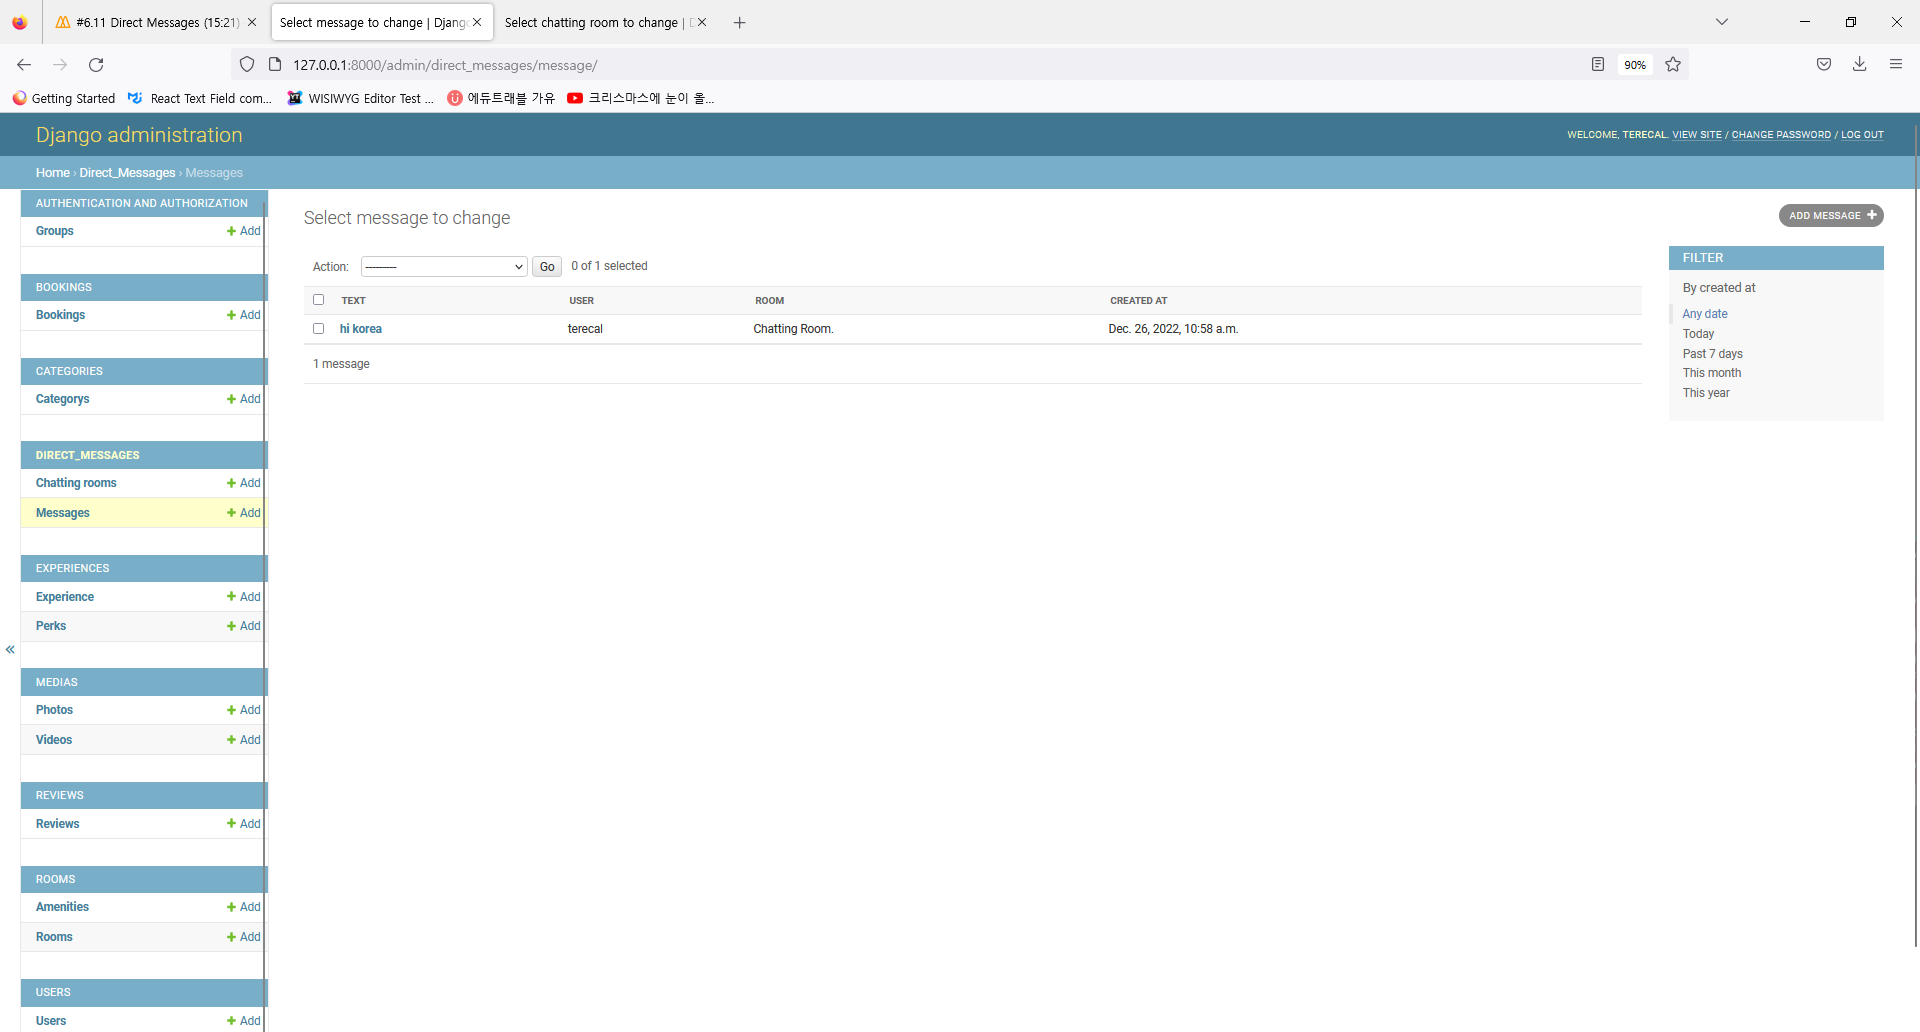 #6.11 Direct Messages (15:21)
Select message to change | Djang
Select chatting room to change |
127.0.0.1:8000/admin/direct_messages/message/
90%
Getting Started
React Text Field com...
WISIWYG Editor Test ...
에듀트래블 가유
크리스마스에 눈이 올...
Django administration
WELCOME, TERECAL. VIEW SITE / CHANGE PASSWORD / LOG OUT
Home › Direct_Messages › Messages
AUTHENTICATION AND AUTHORIZATION
Groups + Add
BOOKINGS
Bookings + Add
CATEGORIES
Categorys + Add
DIRECT_MESSAGES
Chatting rooms + Add
Messages + Add
EXPERIENCES
Experience + Add
Perks + Add
MEDIAS
Photos + Add
Videos + Add
REVIEWS
Reviews + Add
ROOMS
Amenities + Add
Rooms + Add
USERS
Users + Add
«
Select message to change
ADD MESSAGE +
Action: --------- Go 0 of 1 selected
TEXT USER ROOM CREATED AT
hi korea terecal Chatting Room. Dec. 26, 2022, 10:58 a.m.
1 message
FILTER
By created at
Any date
Today
Past 7 days
This month
This year